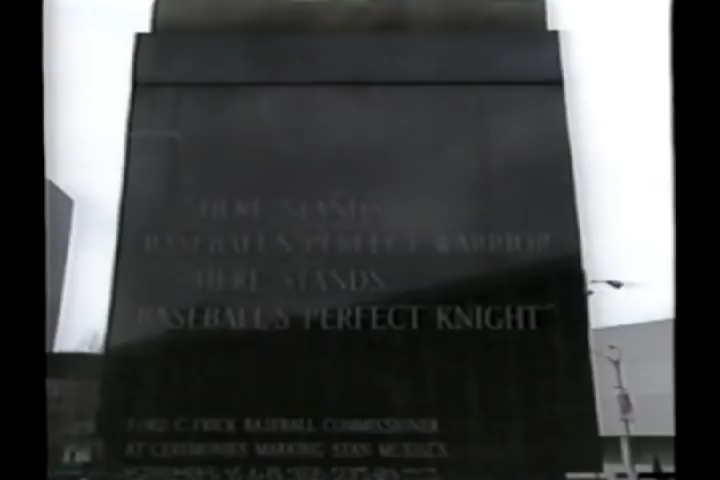 "HERE STANDS
BASEBALL'S PERFECT WARRIOR
HERE STANDS
BASEBALL'S PERFECT KNIGHT"
FORD C. FRICK BASEBALL COMMISSIONER
AT CEREMONIES MARKING STAN MUSIAL'S